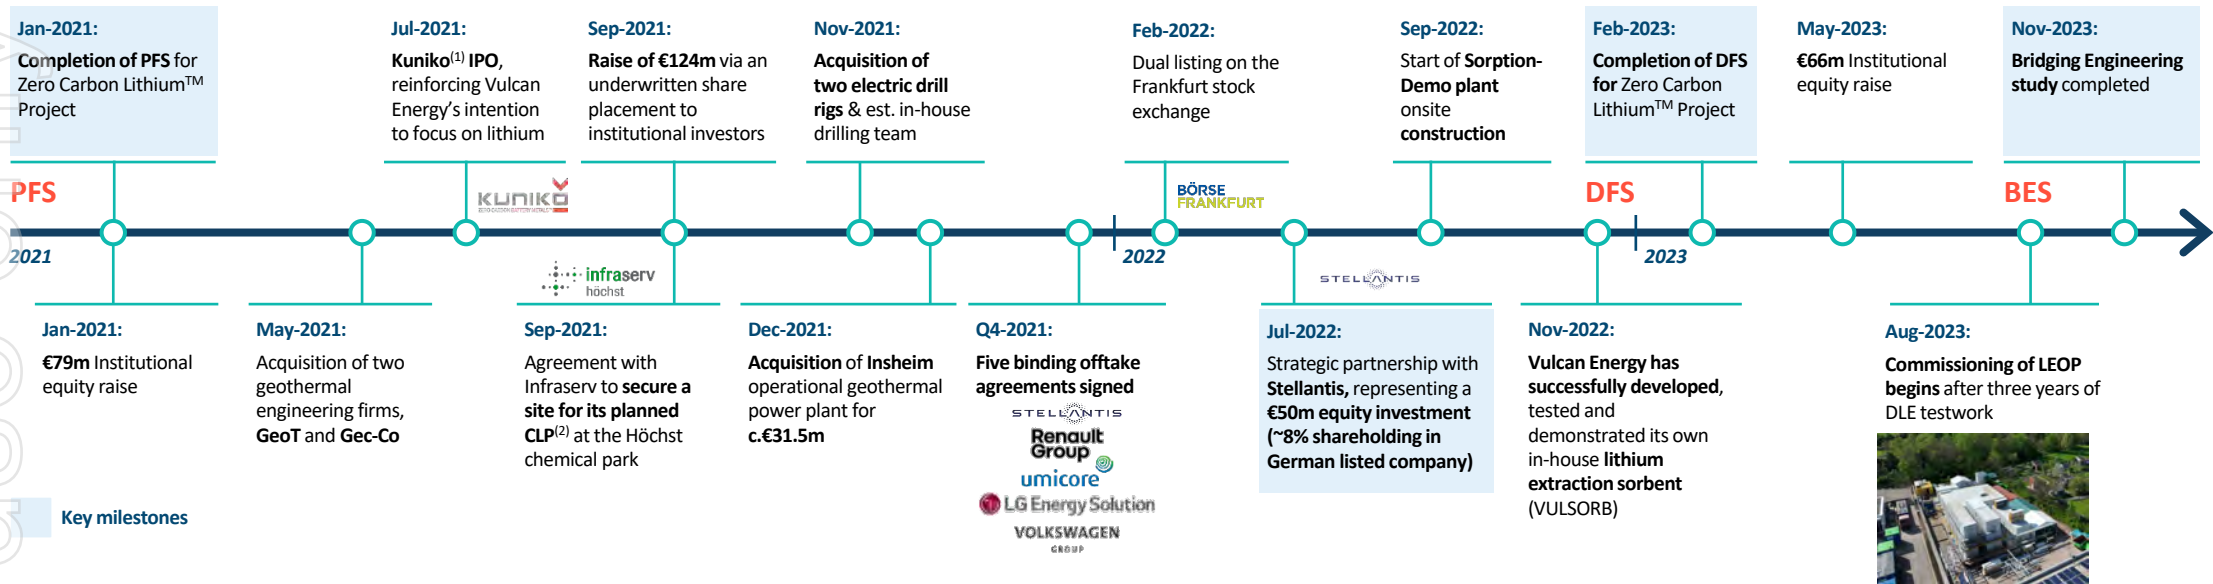 Jan-2021:
Completion of PFS for
Zero Carbon Lithium™
Project
Jul-2021:
Kuniko(1) IPO,
reinforcing Vulcan
Energy's intention
to focus on lithium
Sep-2021:
Raise of €124m via an
underwritten share
placement to
institutional investors
Nov-2021:
Acquisition of
two electric drill
rigs & est. in-house
drilling team
Feb-2022:
Dual listing on the
Frankfurt stock
exchange
Sep-2022:
Start of Sorption-
Demo plant
onsite
construction
Feb-2023:
Completion of DFS
for Zero Carbon
Lithium™ Project
May-2023:
€66m Institutional
equity raise
Nov-2023:
Bridging Engineering
study completed
PFS
KUNIKO
BÖRSE
FRANKFURT
DFS
BES
2021
2022
2023
infraserv
höchst
STELLANTIS
Jan-2021:
€79m Institutional
equity raise
May-2021:
Acquisition of two
geothermal
engineering firms,
GeoT and Gec-Co
Sep-2021:
Agreement with
Infraserv to secure a
site for its planned
CLP(2) at the Höchst
chemical park
Dec-2021:
Acquisition of Insheim
operational geothermal
power plant for
c.€31.5m
Q4-2021:
Five binding offtake
agreements signed
STELLANTIS
Renault
Group
umicore
LG Energy Solution
VOLKSWAGEN
GROUP
Jul-2022:
Strategic partnership with
Stellantis, representing a
€50m equity investment
(~8% shareholding in
German listed company)
Nov-2022:
Vulcan Energy has
successfully developed,
tested and
demonstrated its own
in-house lithium
extraction sorbent
(VULSORB)
Aug-2023:
Commissioning of LEOP
begins after three years of
DLE testwork
Key milestones